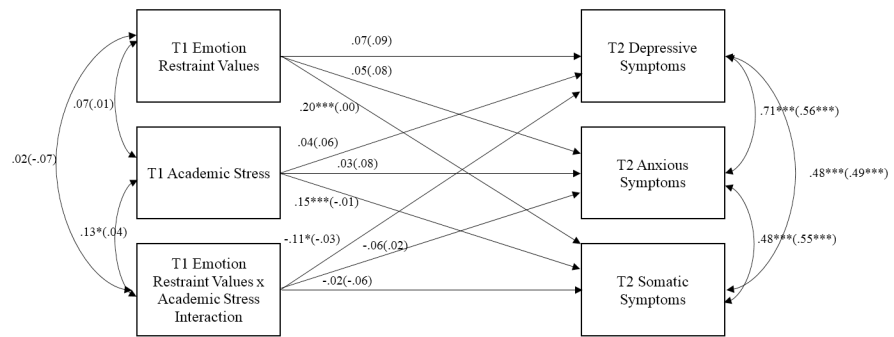 T1 Emotion
Restraint Values
.07(.09)
T2 Depressive
Symptoms
.05(.08)
.20***(.00)
.07(.01)
.71***(.56***)
.04(.06)
.02(-.07)
T1 Academic Stress
.03(.08)
T2 Anxious
Symptoms
.48***(.49***)
.15***(-.01)
.13*(.04)
-.11*(-.03)
-.06(.02)
.48***(.55***)
T1 Emotion
Restraint Values x
Academic Stress
Interaction
-.02(-.06)
T2 Somatic
Symptoms